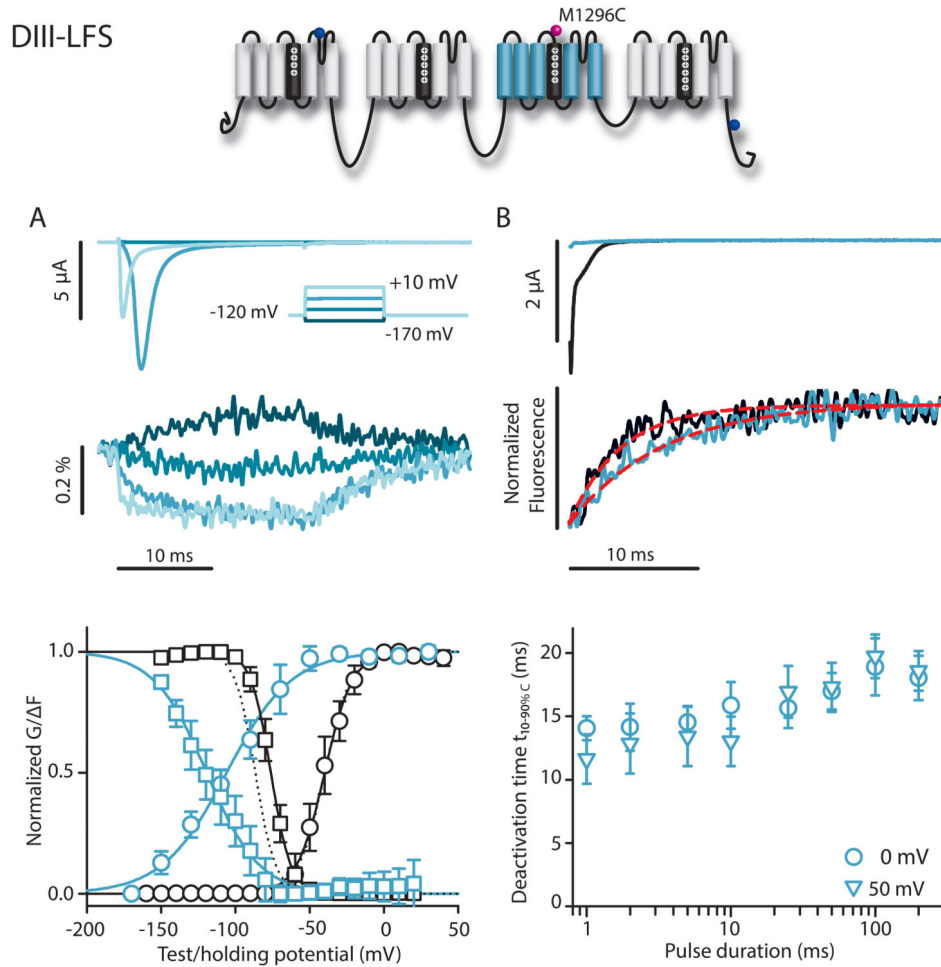 DIII-LFS
M1296C
A
5 μA
+10 mV
-120 mV
-170 mV
0.2 %
10 ms
B
2 μA
Normalized
Fluorescence
10 ms
Normalized G/ΔF
1.0
0.5
0.0
-200 -150 -100 -50 0 50
Test/holding potential (mV)
Deactivation time t10-90% C (ms)
20
15
10
5
0
0 mV
50 mV
1 10 100
Pulse duration (ms)